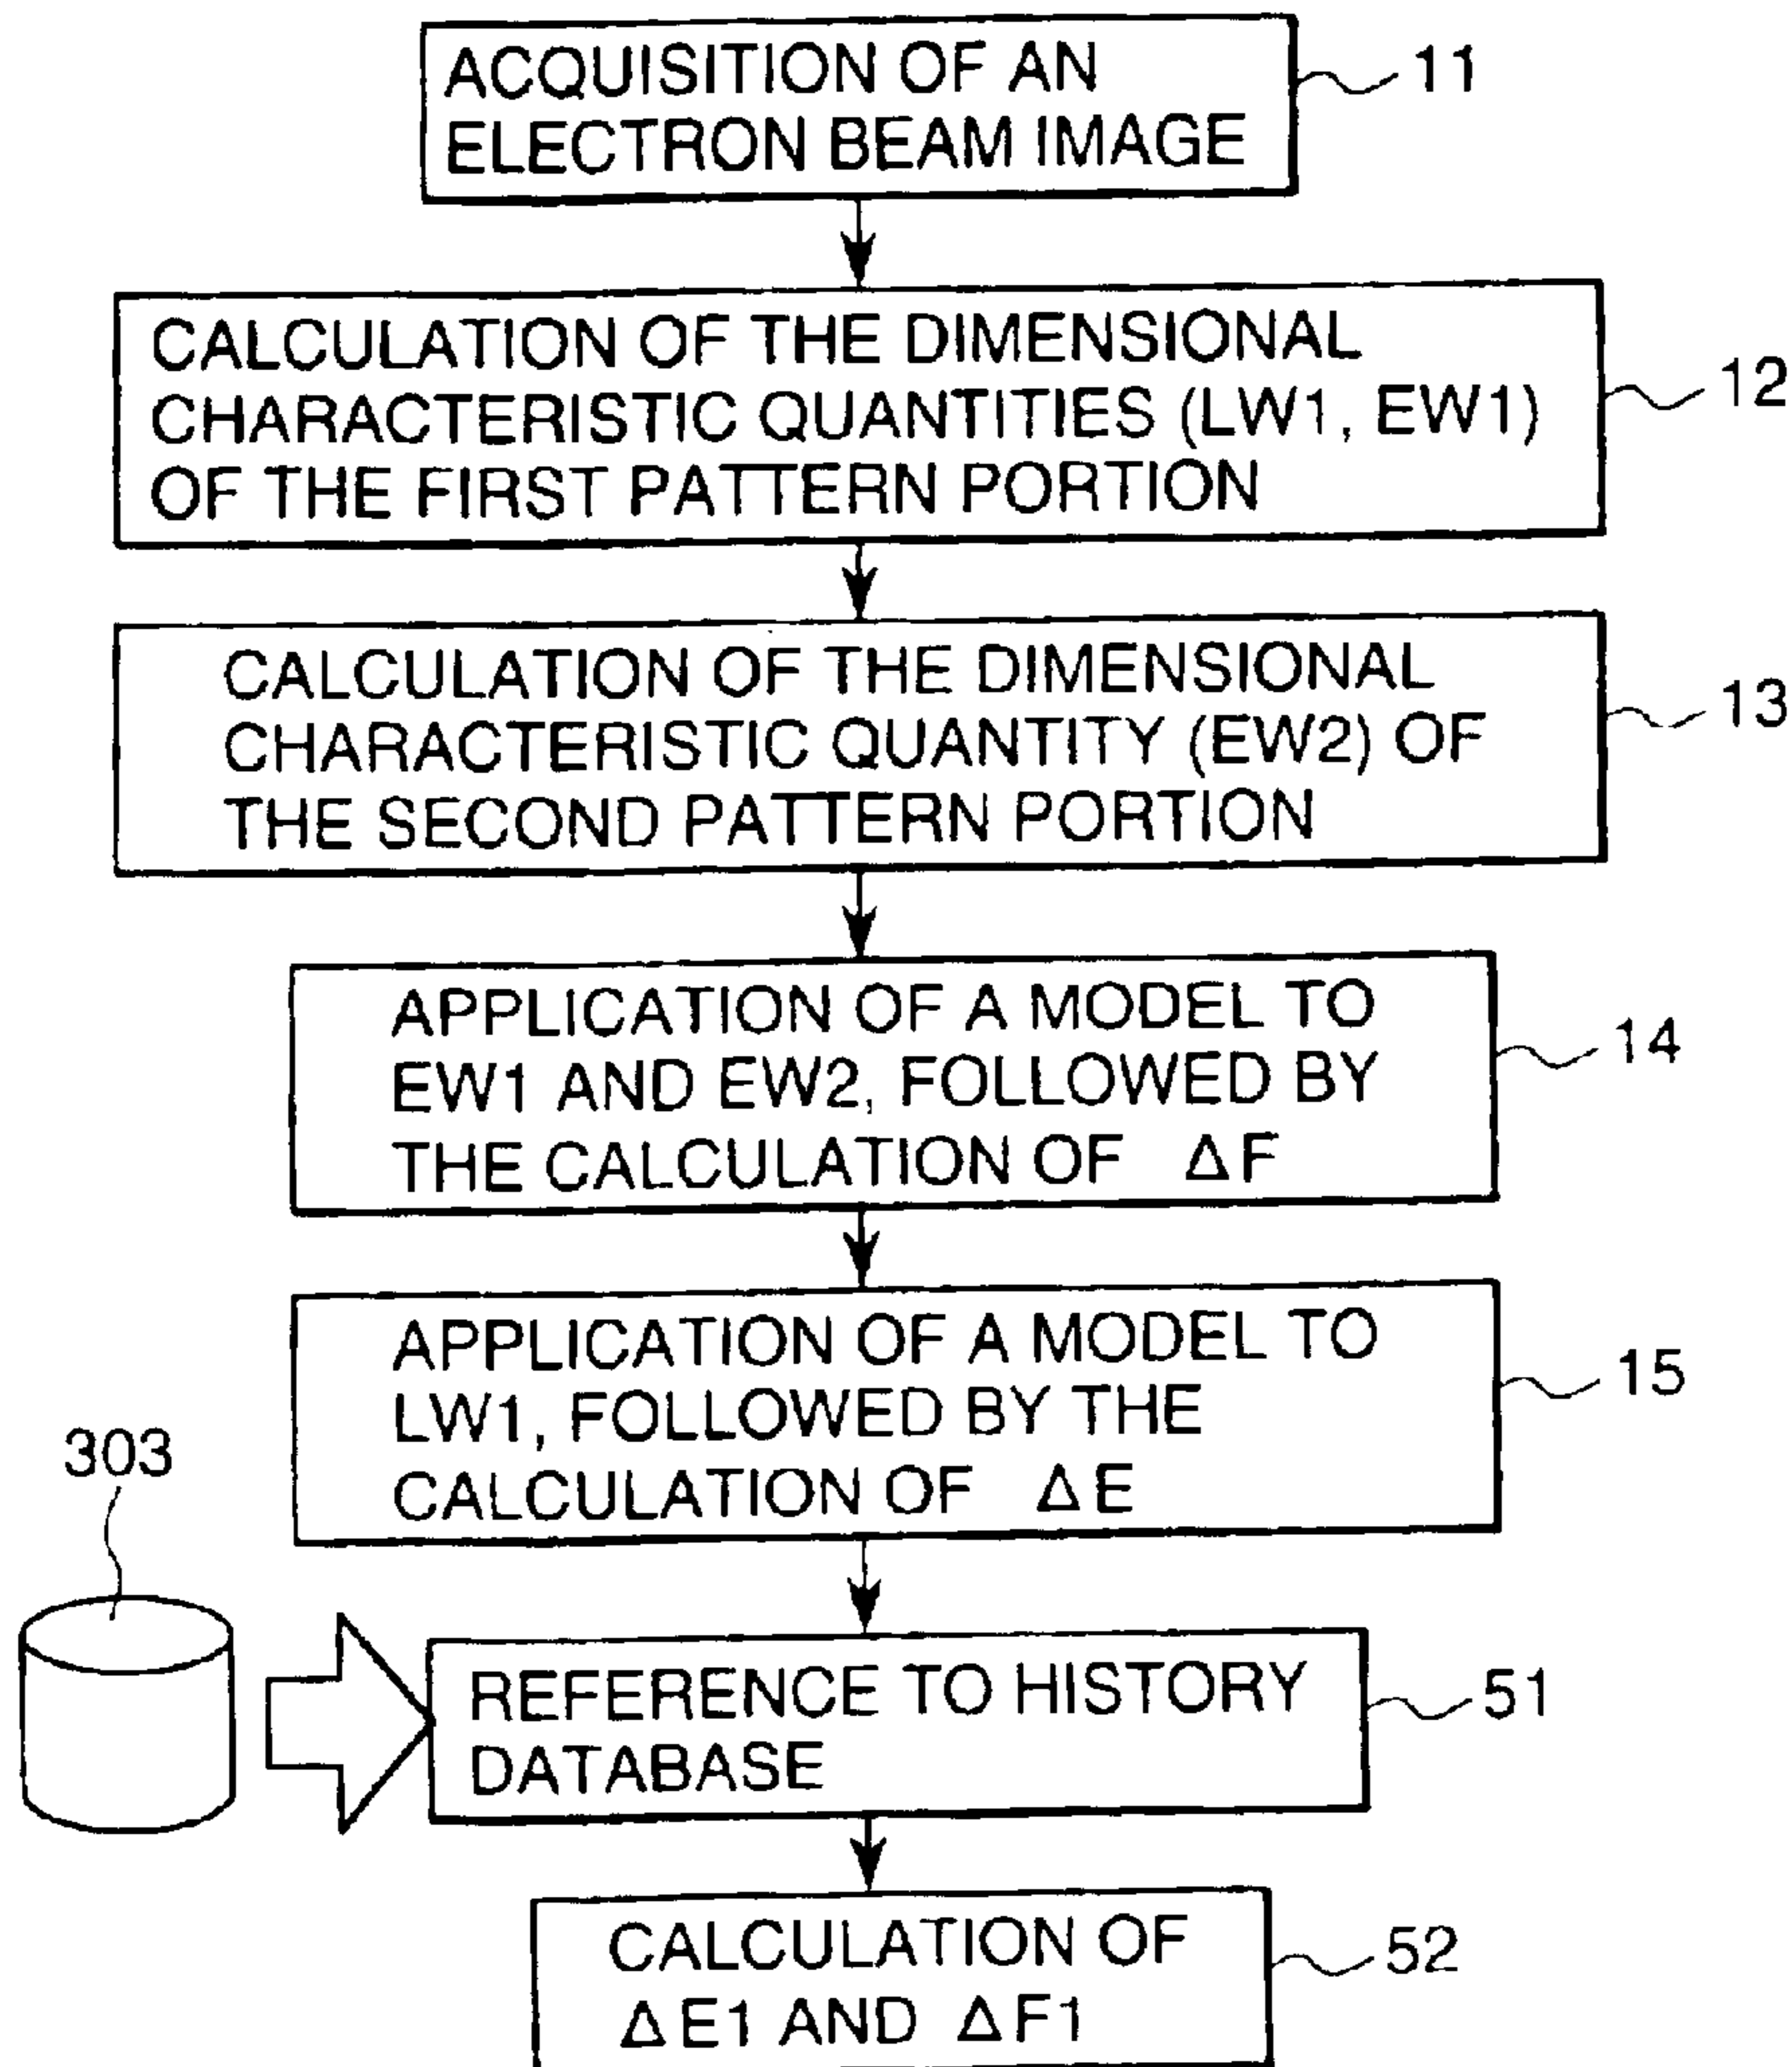 ACQUISITION OF AN
ELECTRON BEAM IMAGE
11
CALCULATION OF THE DIMENSIONAL
CHARACTERISTIC QUANTITIES (LW1, EW1)
OF THE FIRST PATTERN PORTION
12
CALCULATION OF THE DIMENSIONAL
CHARACTERISTIC QUANTITY (EW2) OF
THE SECOND PATTERN PORTION
13
APPLICATION OF A MODEL TO
EW1 AND EW2, FOLLOWED BY
THE CALCULATION OF ΔF
14
APPLICATION OF A MODEL TO
LW1, FOLLOWED BY THE
CALCULATION OF ΔE
15
303
REFERENCE TO HISTORY
DATABASE
51
CALCULATION OF
ΔE1 AND ΔF1
52